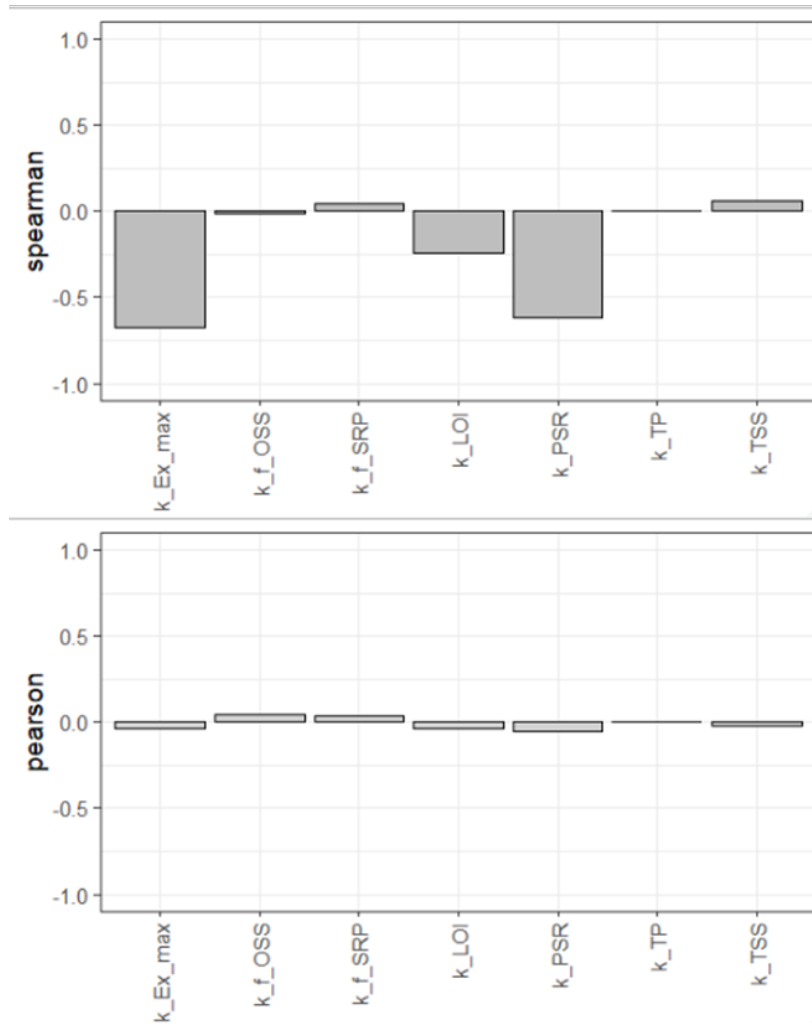 spearman
1.0
0.5
0.0
-0.5
-1.0
k_Ex_max
k_f_OSS
k_f_SRP
k_LOI
k_PSR
k_TP
k_TSS
pearson
1.0
0.5
0.0
-0.5
-1.0
k_Ex_max
k_f_OSS
k_f_SRP
k_LOI
k_PSR
k_TP
k_TSS